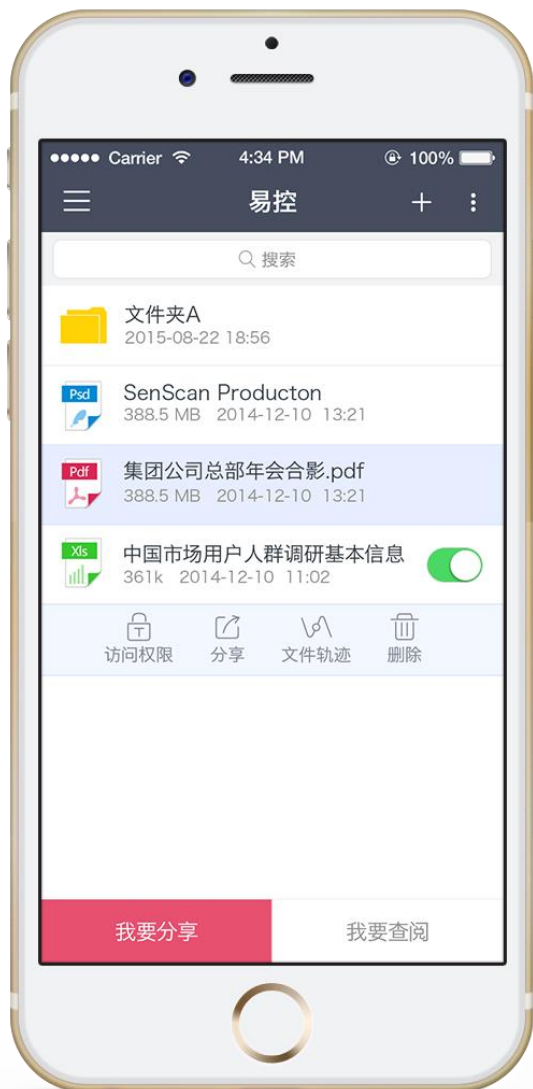 Carrier 4:34 PM 100%
易控
搜索
文件夹A
2015-08-22 18:56
Psd
SenScan Producton
388.5 MB 2014-12-10 13:21
Pdf
集团公司总部年会合影.pdf
388.5 MB 2014-12-10 13:21
Xls
中国市场用户人群调研基本信息
361k 2014-12-10 11:02
访问权限 分享 文件轨迹 删除
我要分享 我要查阅